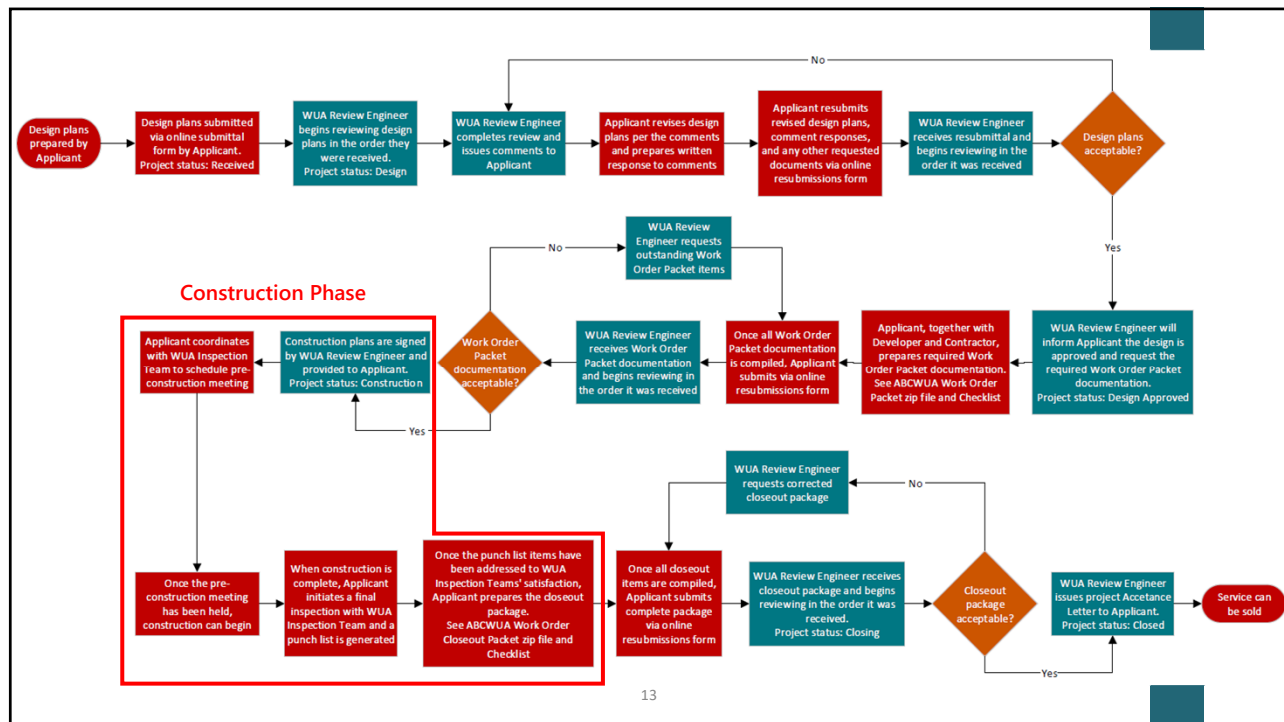 No
Design plans
prepared by
Applicant
Design plans submitted
via online submittal
form by Applicant.
Project status: Received
WUA Review Engineer
begins reviewing design
plans in the order they
were received.
Project status: Design
WUA Review Engineer
completes review and
issues comments to
Applicant
Applicant revises design
plans per the comments
and prepares written
response to comments
Applicant resubmits
revised design plans,
comment responses,
and any other requested
documents via online
resubmissions form
WUA Review Engineer
receives resubmittal and
begins reviewing in the
order it was received
Design plans
acceptable?
Yes
WUA Review Engineer will
inform Applicant the design is
approved and request the
required Work Order Packet
documentation.
Project status: Design Approved
Applicant, together with
Developer and Contractor,
prepares required Work
Order Packet documentation.
See ABCWUA Work Order
Packet zip file and Checklist
Once all Work Order
Packet documentation
is compiled, Applicant
submits via online
resubmissions form
WUA Review Engineer
receives Work Order
Packet documentation
and begins reviewing in
the order it was received
Work Order
Packet
documentation
acceptable?
No
WUA Review
Engineer requests
outstanding Work
Order Packet items
Yes
Construction Phase
Construction plans are signed
by WUA Review Engineer and
provided to Applicant.
Project status: Construction
Applicant coordinates
with WUA Inspection
Team to schedule pre-
construction meeting
Once the pre-
construction meeting
has been held,
construction can begin
When construction is
complete, Applicant
initiates a final
inspection with WUA
Inspection Team and a
punch list is generated
Once the punch list items have
been addressed to WUA
Inspection Teams' satisfaction,
Applicant prepares the closeout
package.
See ABCWUA Work Order
Closeout Packet zip file and
Checklist
Once all closeout
items are compiled,
Applicant submits
complete package
via online
resubmissions form
WUA Review Engineer receives
closeout package and begins
reviewing in the order it was
received.
Project status: Closing
Closeout
package
acceptable?
No
WUA Review Engineer
requests corrected
closeout package
Yes
WUA Review Engineer
issues project Accetance
Letter to Applicant.
Project status: Closed
Service can
be sold
13